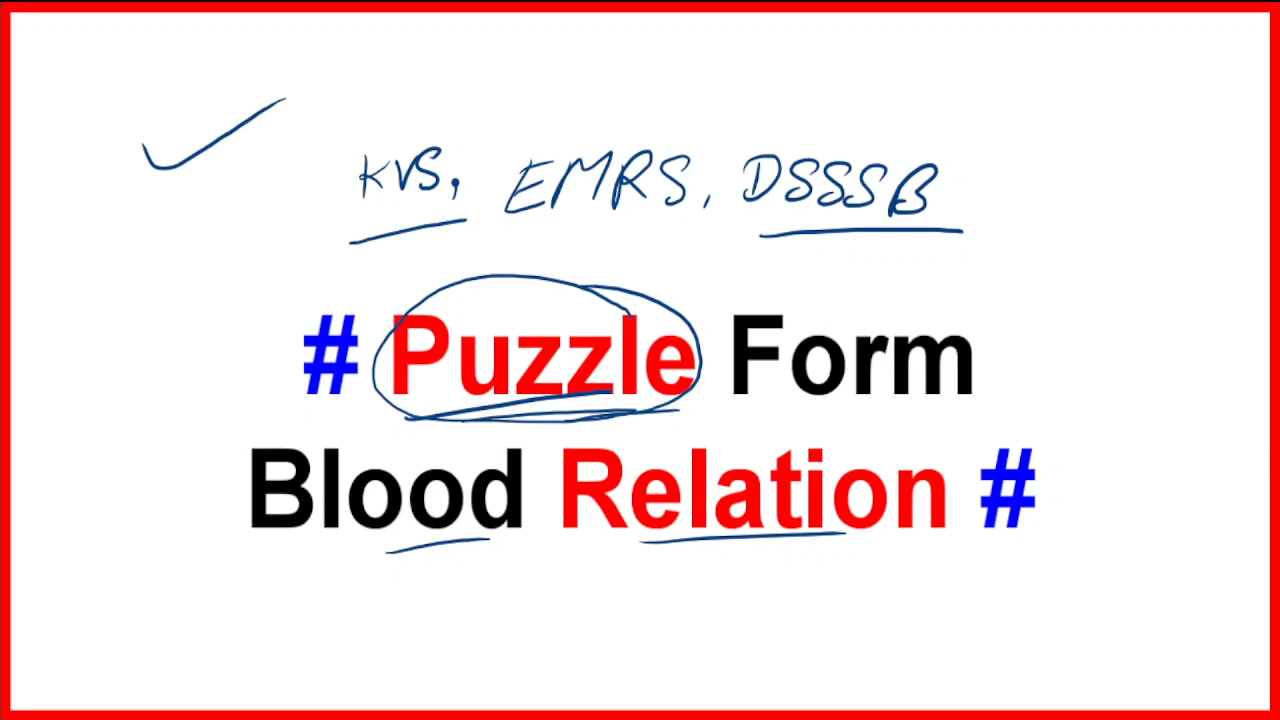 KVS, EMRS, DSSSB
# Puzzle Form
Blood Relation #